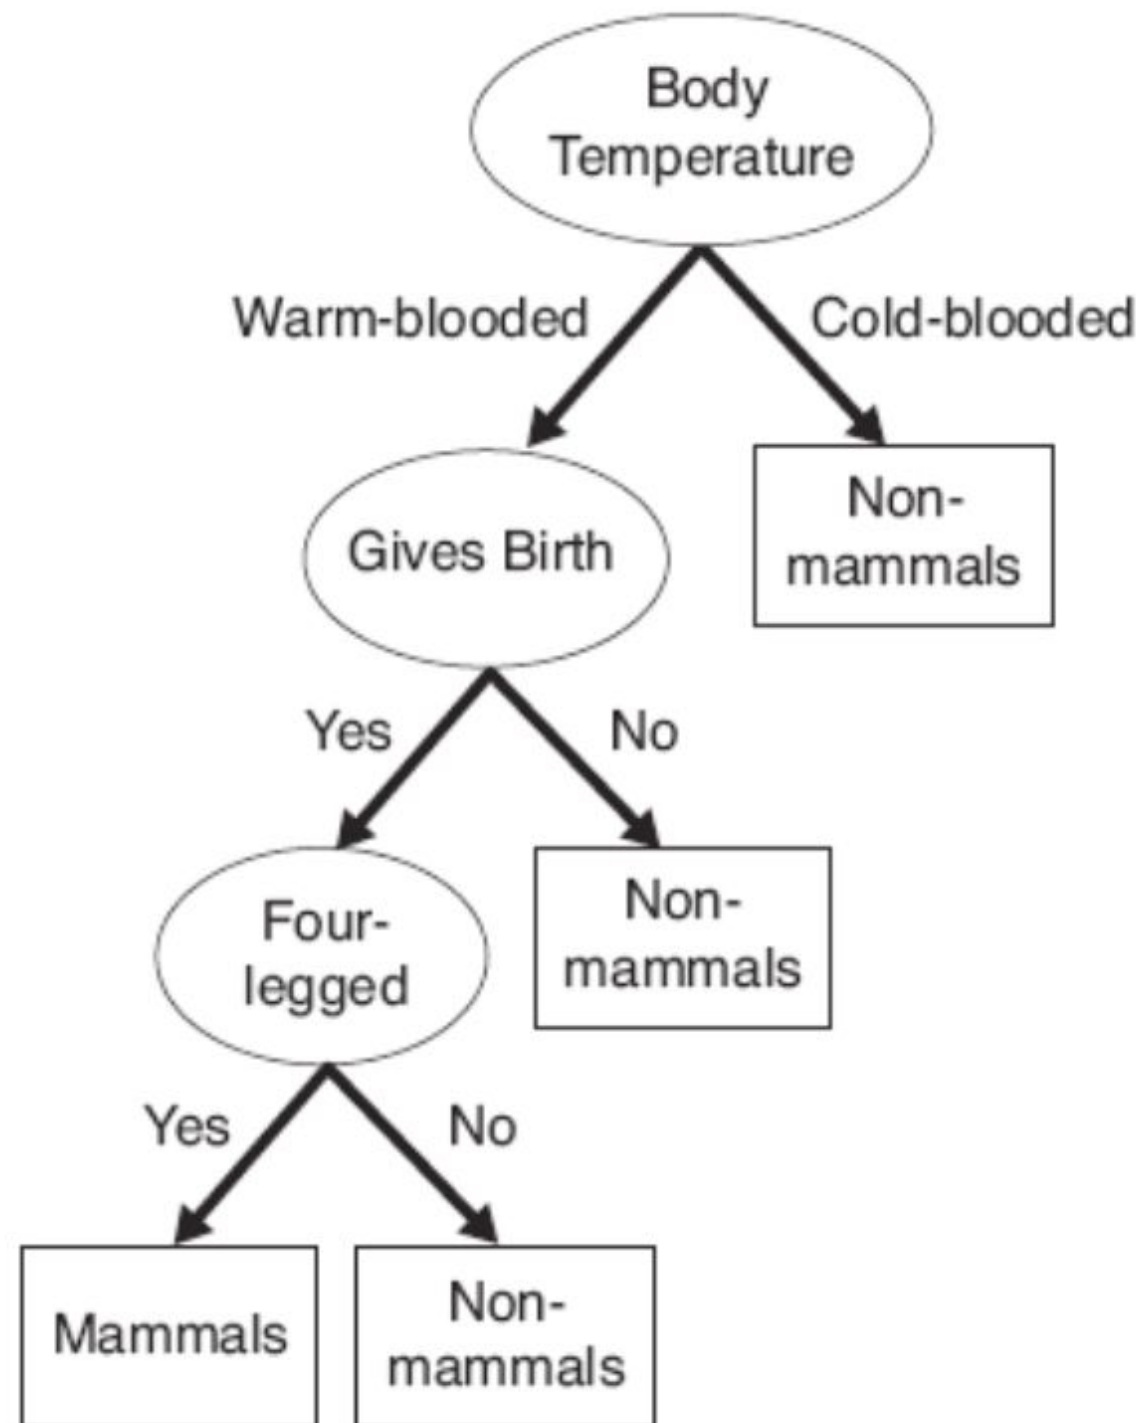 Body
Temperature
Warm-blooded
Cold-blooded
Gives Birth
Non-
mammals
Yes
No
Four-
legged
Non-
mammals
Yes
No
Mammals
Non-
mammals